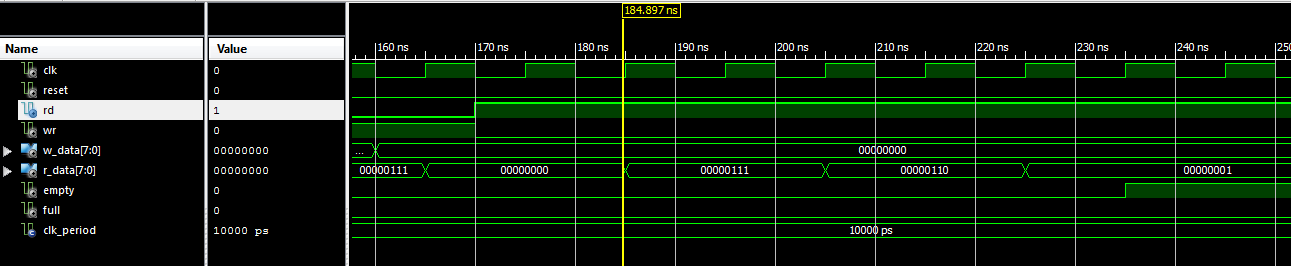 184.897 ns
Name Value 160 ns 170 ns 180 ns 190 ns 200 ns 210 ns 220 ns 230 ns 240 ns 250
clk 0
reset 0
rd 1
wr 0
w_data[7:0] 00000000 ... 00000000
r_data[7:0] 00000000 00000111 00000000 00000111 00000110 00000001
empty 0
full 0
clk_period 10000 ps 10000 ps